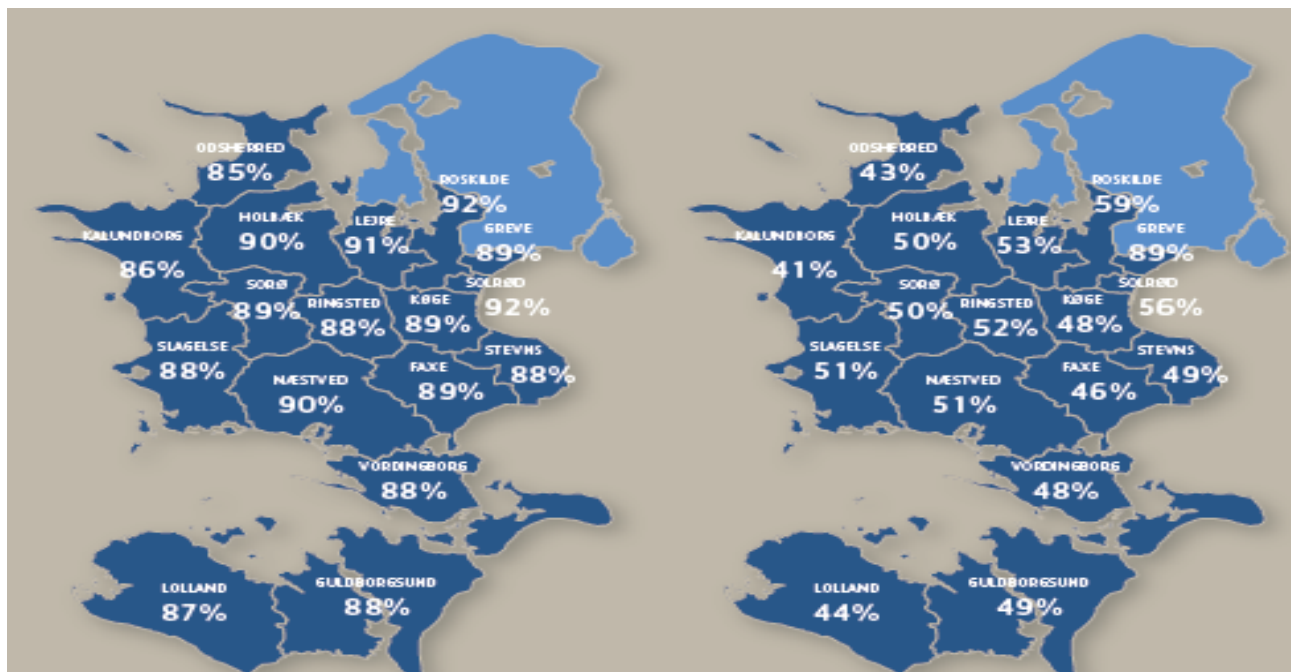 ODSHERRED
85%
ROSKILDE
92%
HOLBÆK
90%
LEJRE
91%
GREVE
89%
KALUNDBORG
86%
SORØ
89%
RINGSTED
88%
KØGE
89%
SOLRØD
92%
SLAGELSE
88%
STEVNS
88%
NÆSTVED
90%
FAXE
89%
VORDINGBORG
88%
LOLLAND
87%
GULDBORGSUND
88%
ODSHERRED
43%
ROSKILDE
59%
HOLBÆK
50%
LEJRE
53%
GREVE
89%
KALUNDBORG
41%
SORØ
50%
RINGSTED
52%
KØGE
48%
SOLRØD
56%
SLAGELSE
51%
STEVNS
49%
NÆSTVED
51%
FAXE
46%
VORDINGBORG
48%
LOLLAND
44%
GULDBORGSUND
49%